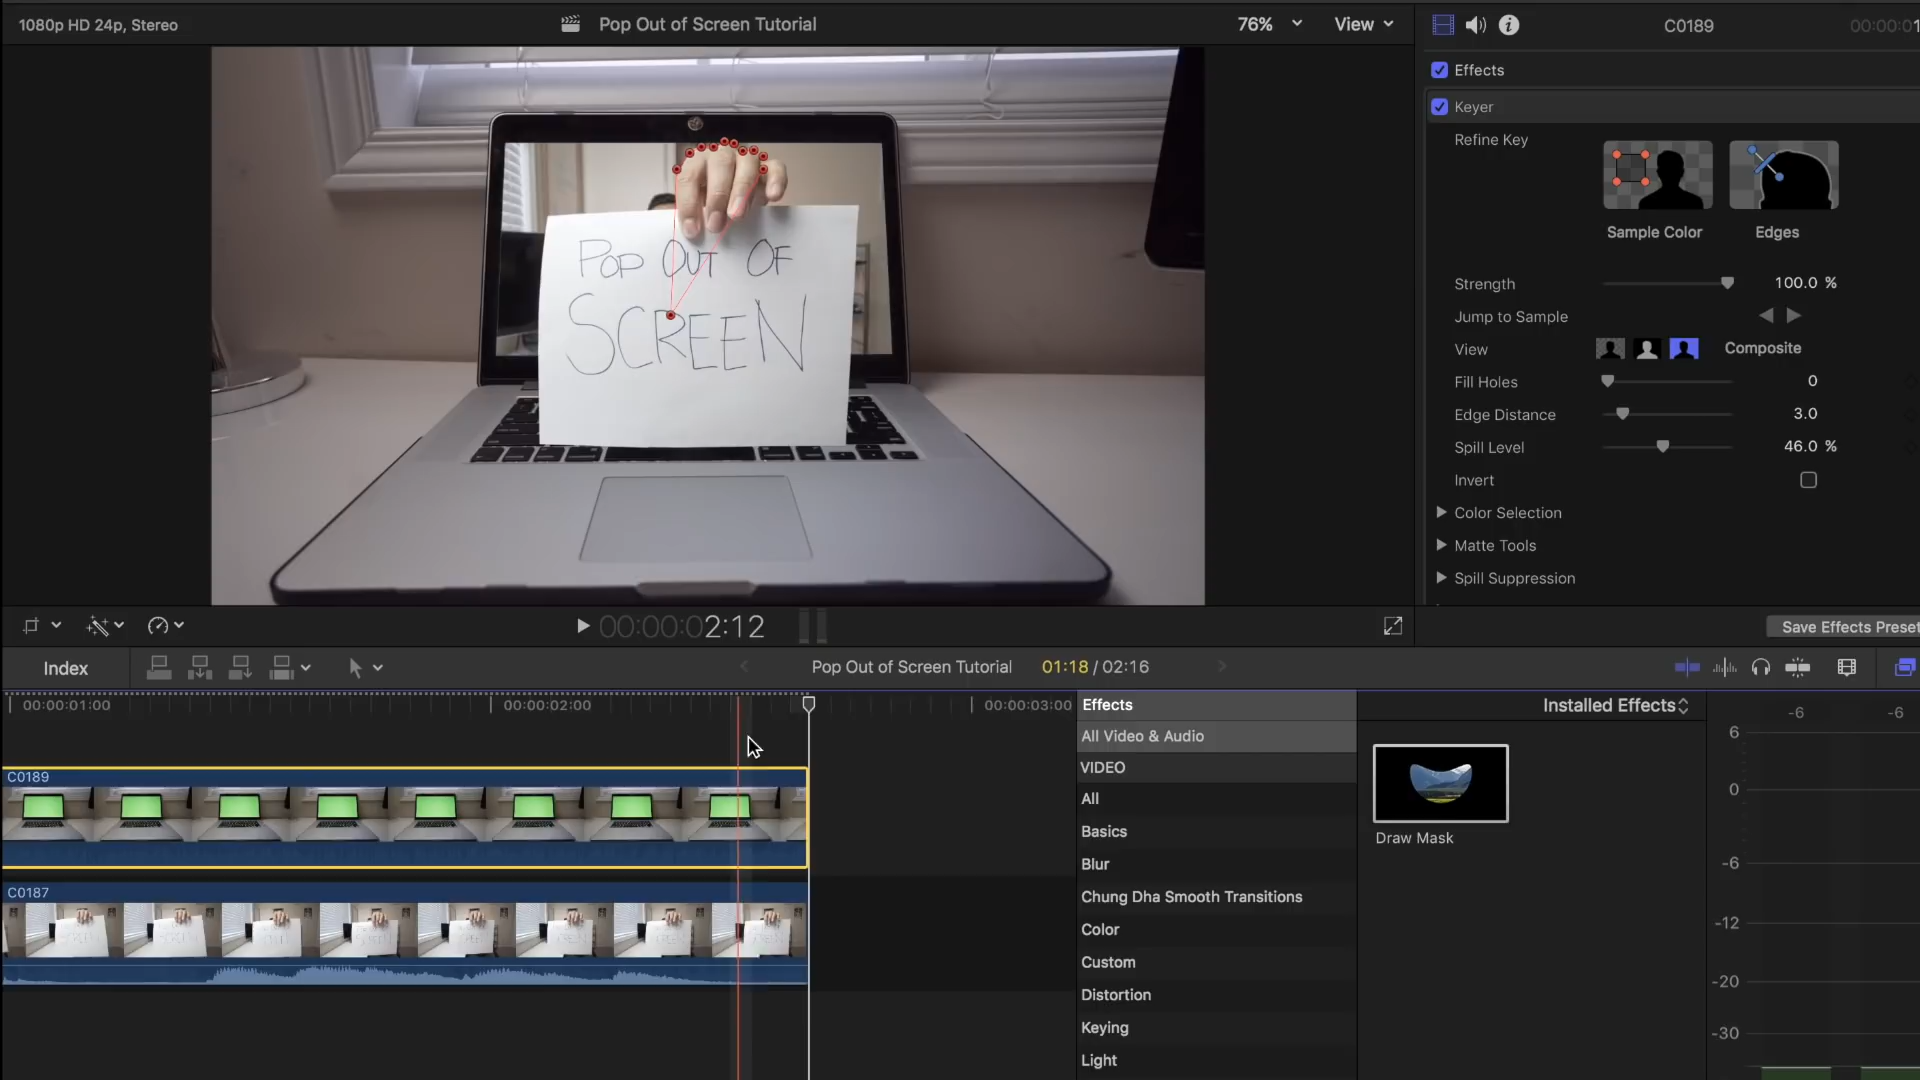 1080p HD 24p, Stereo
Pop Out of Screen Tutorial
76%
View
C0189
00:00:01
Effects
Keyer
Refine Key
Sample Color
Edges
Strength
100.0 %
Jump to Sample
View
Composite
Fill Holes
0
Edge Distance
3.0
Spill Level
46.0 %
Invert
Color Selection
Matte Tools
Spill Suppression
POP OUT OF
SCREEN
00:00:02:12
Save Effects Preset
Index
Pop Out of Screen Tutorial
01:18 / 02:16
00:00:01:00
00:00:02:00
00:00:03:00
C0189
C0187
Effects
All Video & Audio
VIDEO
All
Basics
Blur
Chung Dha Smooth Transitions
Color
Custom
Distortion
Keying
Light
Installed Effects
Draw Mask
-6
-6
6
0
-6
-12
-20
-30